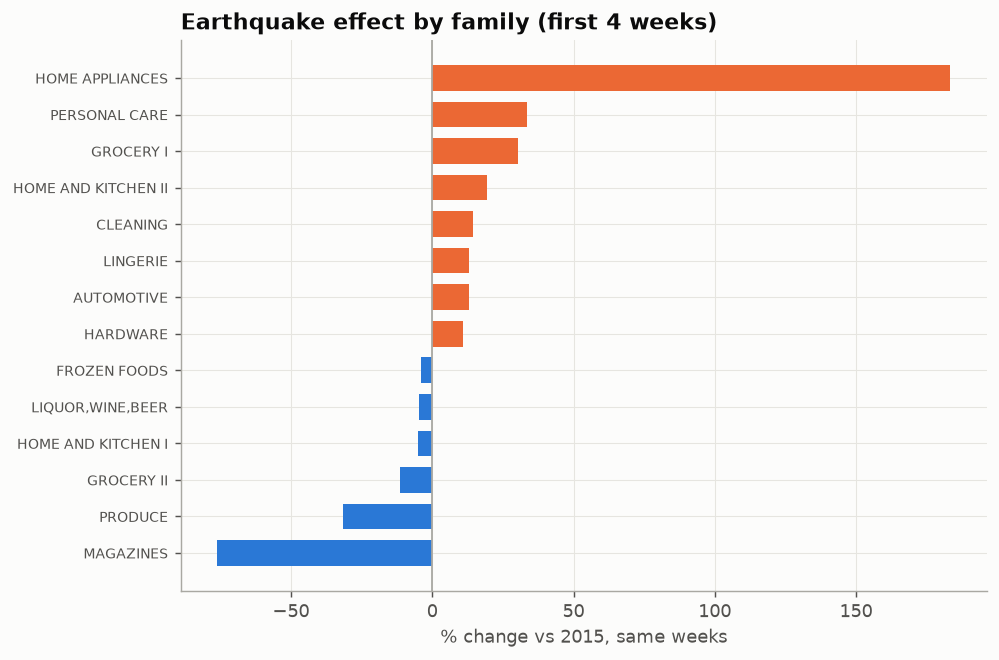 Earthquake effect by family (first 4 weeks)
HOME APPLIANCES
PERSONAL CARE
GROCERY I
HOME AND KITCHEN II
CLEANING
LINGERIE
AUTOMOTIVE
HARDWARE
FROZEN FOODS
LIQUOR,WINE,BEER
HOME AND KITCHEN I
GROCERY II
PRODUCE
MAGAZINES
−50 0 50 100 150
% change vs 2015, same weeks